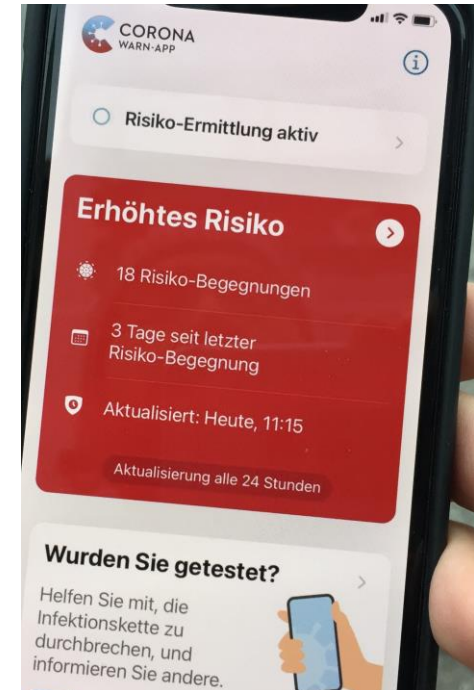 CORONA
WARN-APP
Risiko-Ermittlung aktiv
Erhöhtes Risiko
18 Risiko-Begegnungen
3 Tage seit letzter
Risiko-Begegnung
Aktualisiert: Heute, 11:15
Aktualisierung alle 24 Stunden
Wurden Sie getestet?
Helfen Sie mit, die
Infektionskette zu
durchbrechen, und
informieren Sie andere.